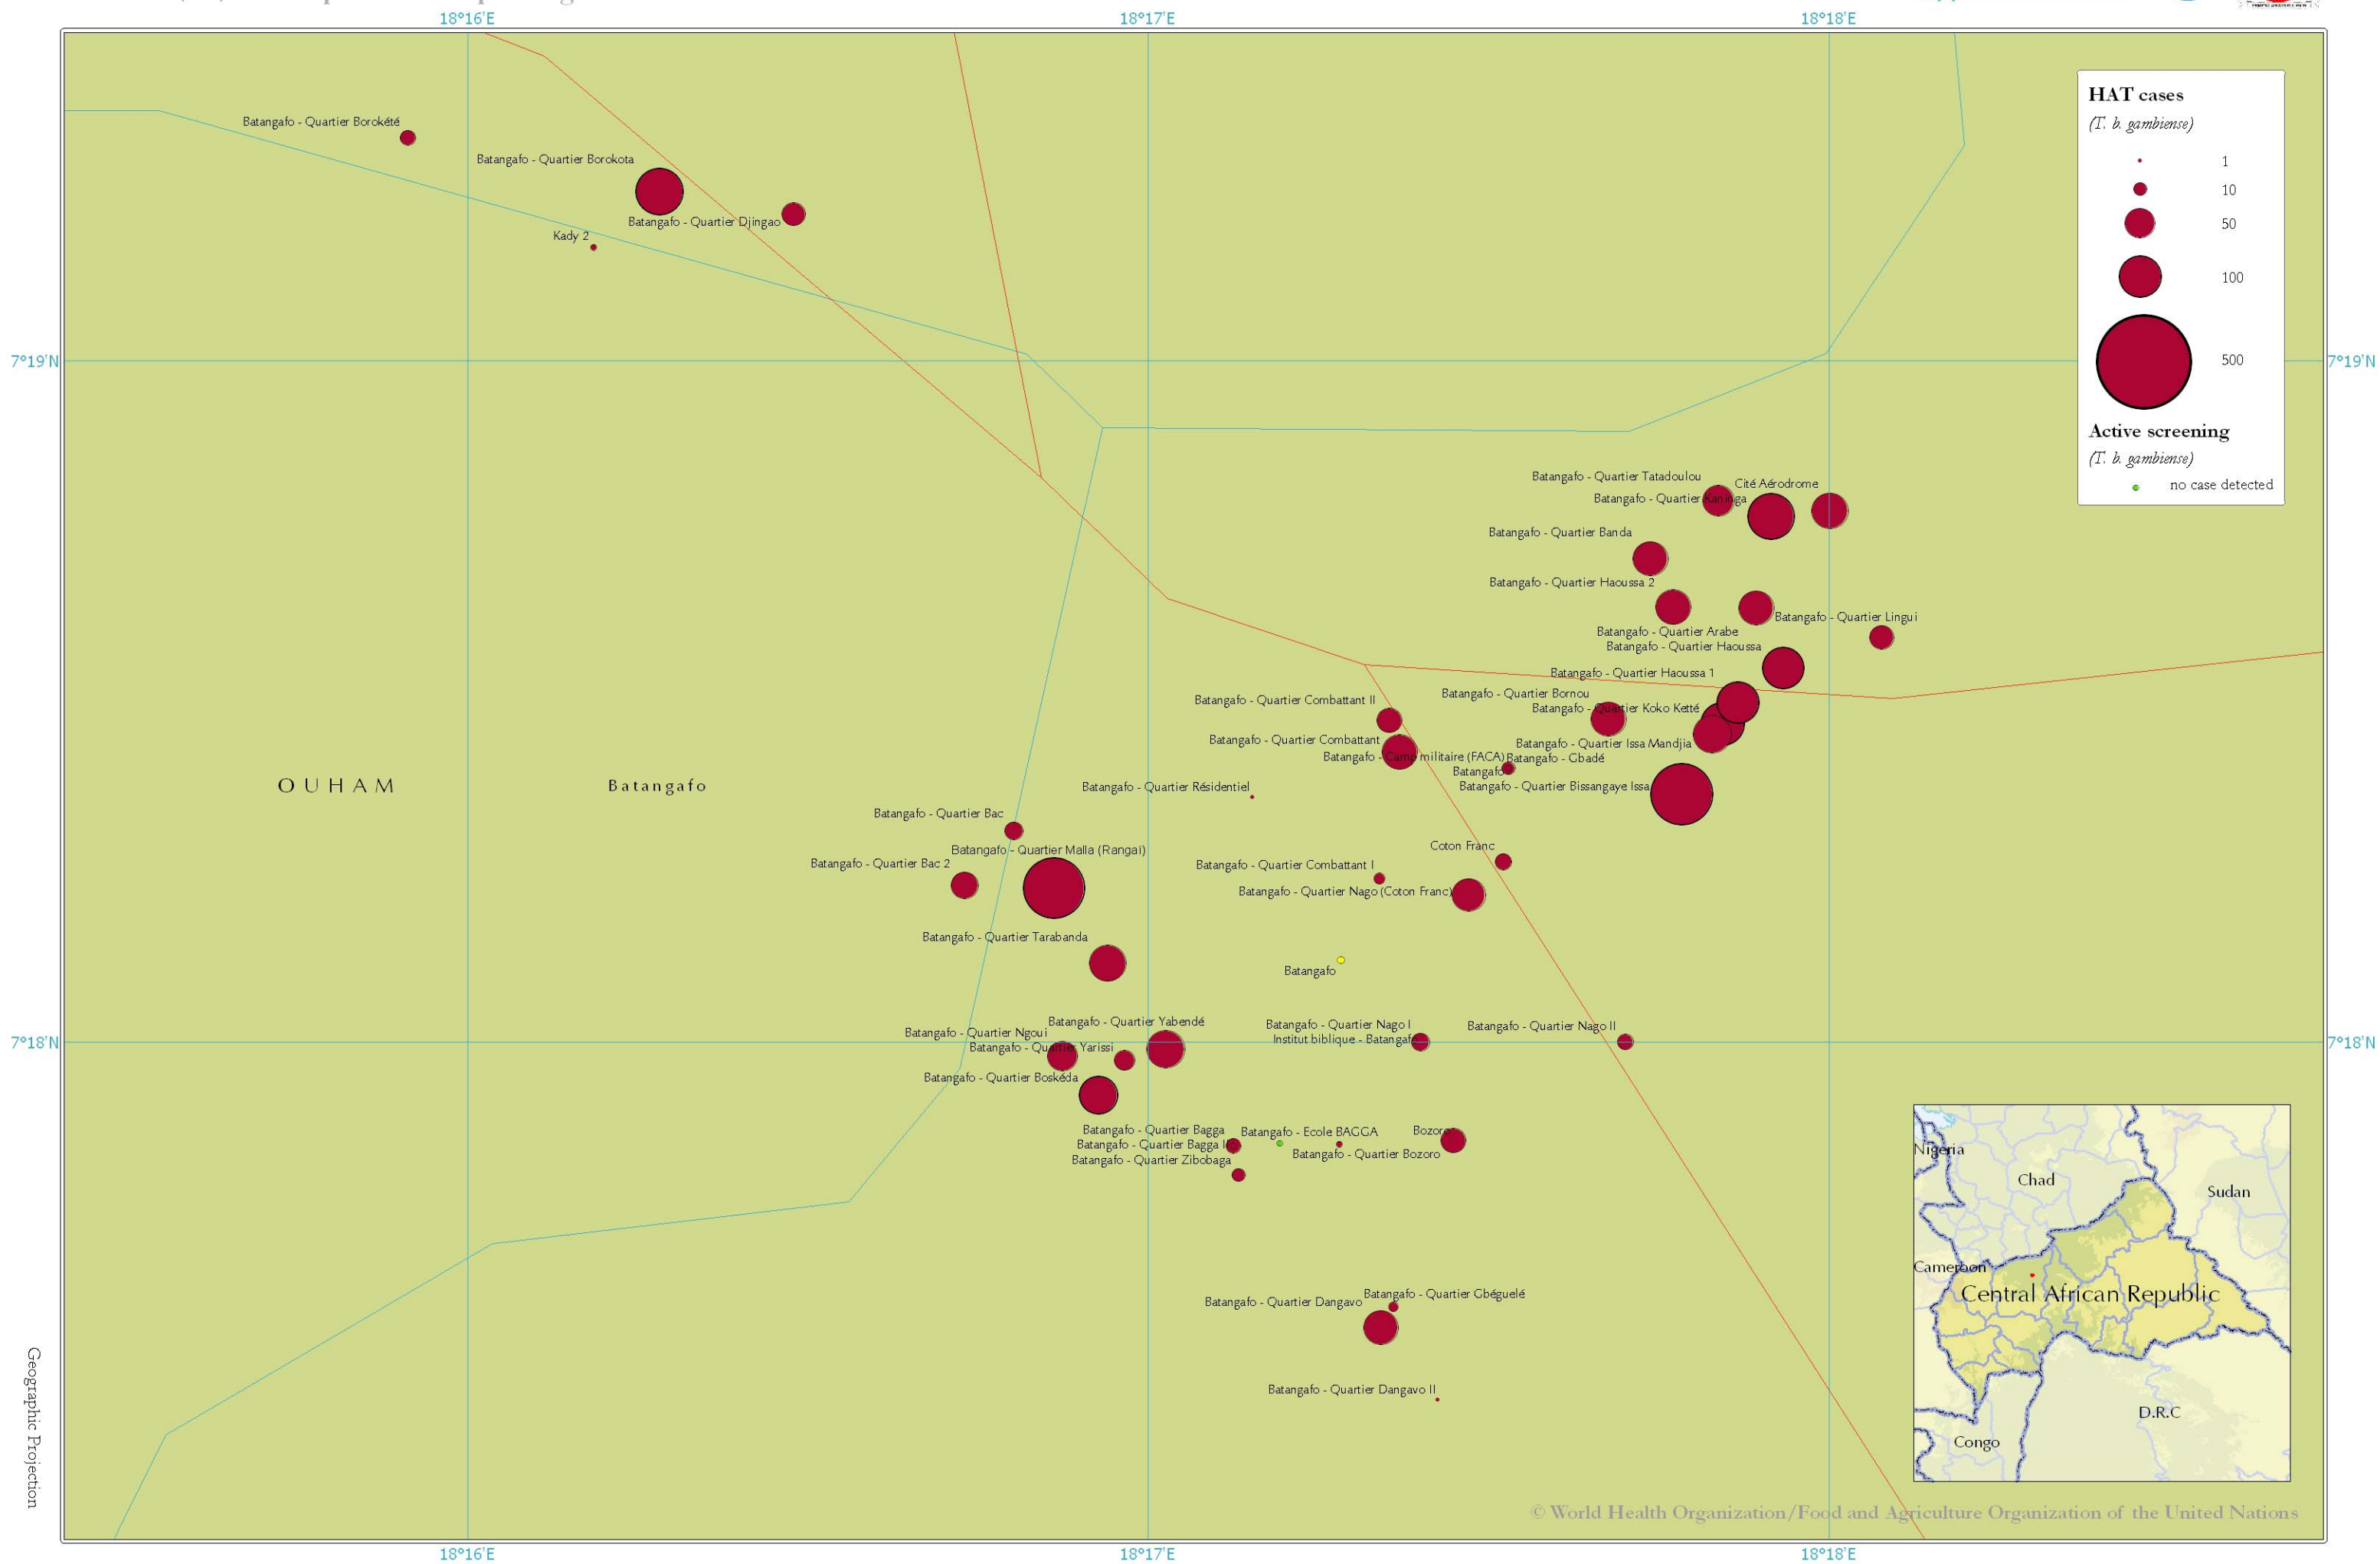 18°16'E
18°17'E
18°18'E
HAT cases
(T. b. gambiense)
1
10
50
100
500
Active screening
(T. b. gambiense)
no case detected
Batangafo - Quartier Borokété
Batangafo - Quartier Borokota
Batangafo - Quartier Djingao
Kady 2
7°19'N
7°19'N
Batangafo - Quartier Tatadoulou
Cité Aérodrome
Batangafo - Quartier Kaninga
Batangafo - Quartier Banda
Batangafo - Quartier Haoussa 2
Batangafo - Quartier Lingui
Batangafo - Quartier Arabe
Batangafo - Quartier Haoussa
Batangafo - Quartier Haoussa 1
Batangafo - Quartier Bornou
Batangafo - Quartier Combattant II
Batangafo - Quartier Koko Ketté
Batangafo - Quartier Combattant
Batangafo - Quartier Issa Mandjia
Batangafo - Camp militaire (FACA)
Batangafo - Gbadé
Batangafo
Batangafo - Quartier Résidentiel
Batangafo - Quartier Bissangaye Issa
OUHAM
Batangafo
Batangafo - Quartier Bac
Batangafo - Quartier Malla (Rangai)
Coton Franc
Batangafo - Quartier Bac 2
Batangafo - Quartier Combattant I
Batangafo - Quartier Nago (Coton Franc)
Batangafo - Quartier Tarabanda
Batangafo
Batangafo - Quartier Yabendé
Batangafo - Quartier Nago I
Batangafo - Quartier Nago II
Batangafo - Quartier Ngoui
Institut biblique - Batangafo
7°18'N
7°18'N
Batangafo - Quartier Yarissi
Batangafo - Quartier Boskéda
Batangafo - Quartier Bagga
Batangafo - Ecole BAGGA
Bozoro
Batangafo - Quartier Bagga II
Batangafo - Quartier Bozoro
Batangafo - Quartier Zibobaga
Batangafo - Quartier Gbéguelé
Batangafo - Quartier Dangavo
Batangafo - Quartier Dangavo II
Nigeria
Chad
Sudan
Cameroon
Central African Republic
D.R.C
Congo
Geographic Projection
© World Health Organization/Food and Agriculture Organization of the United Nations
18°16'E
18°17'E
18°18'E